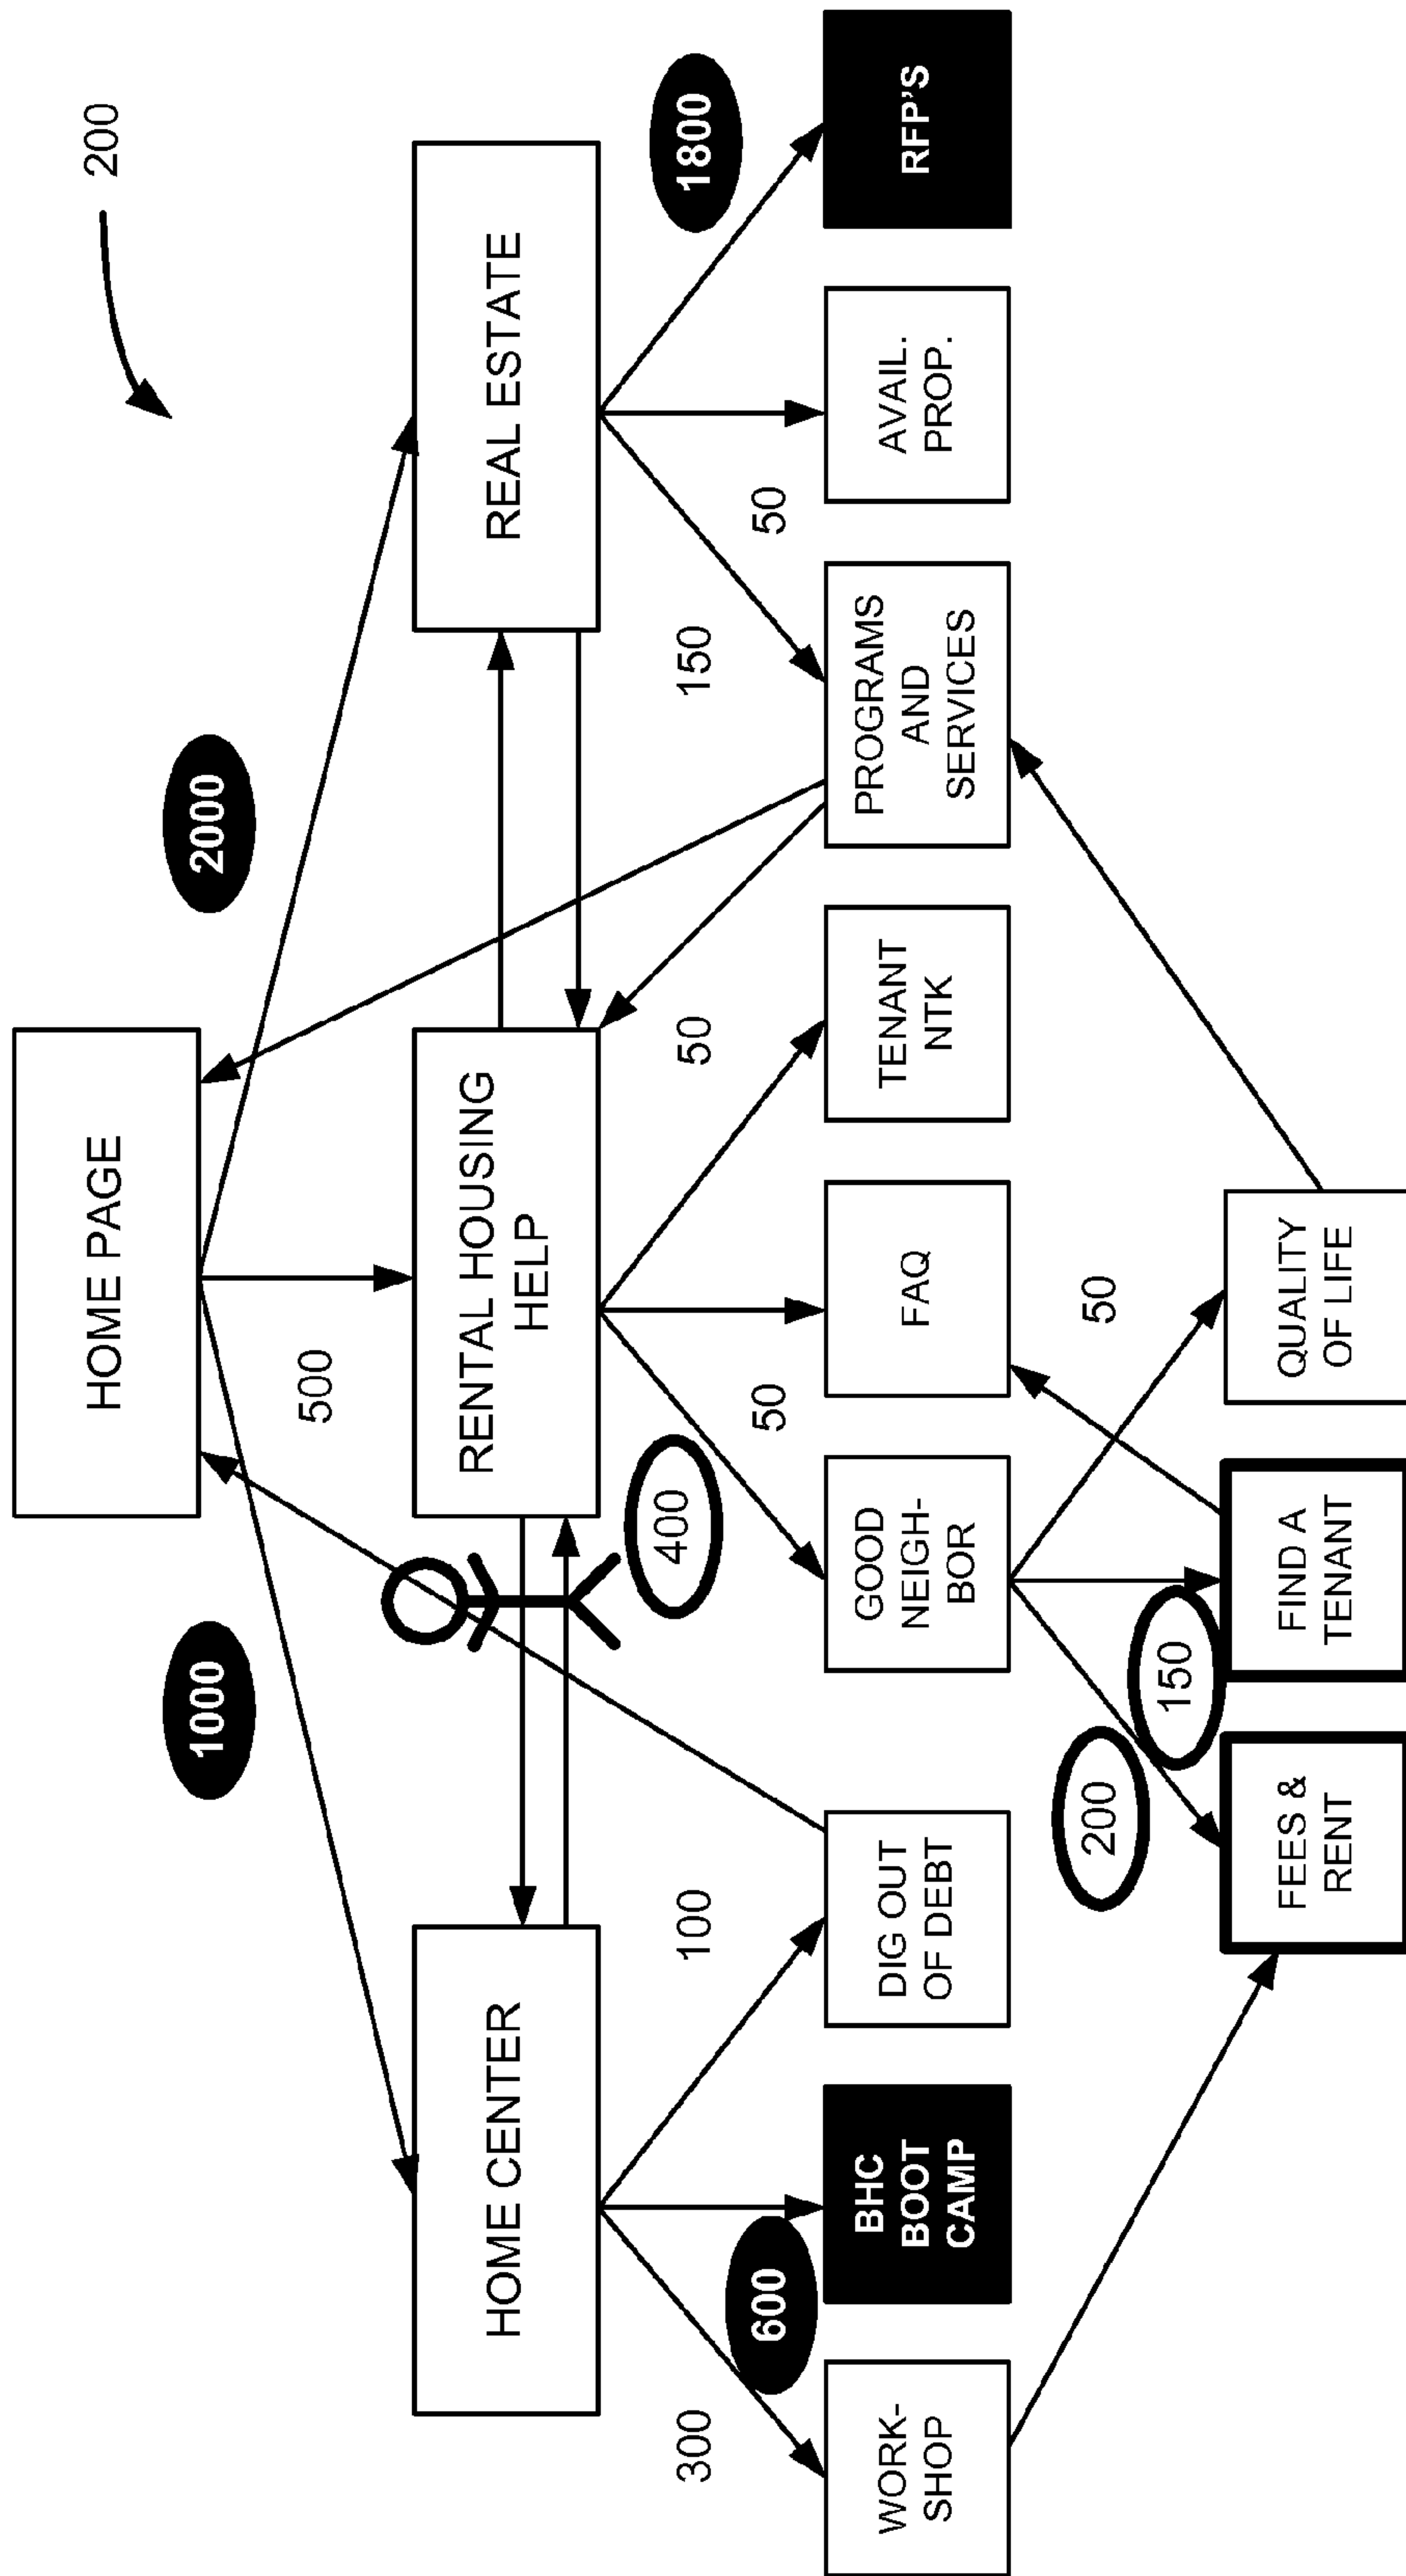 200
HOME PAGE
1000
2000
500
HOME CENTER
RENTAL HOUSING
HELP
REAL ESTATE
300
600
100
400
50
50
150
50
1800
WORK-
SHOP
BHC
BOOT
CAMP
DIG OUT
OF DEBT
GOOD
NEIGH-
BOR
FAQ
TENANT
NTK
PROGRAMS
AND
SERVICES
AVAIL.
PROP.
RFP'S
200
150
50
FEES &
RENT
FIND A
TENANT
QUALITY
OF LIFE